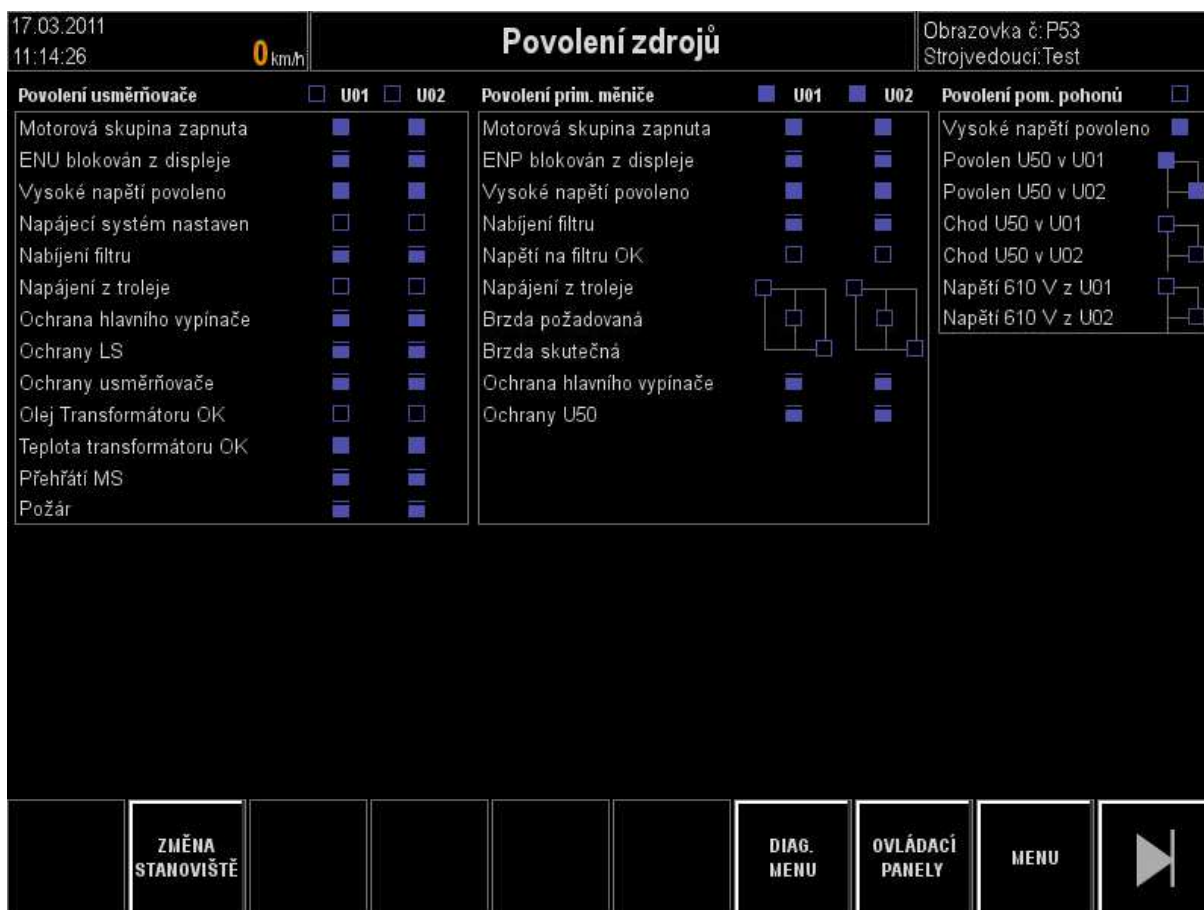 17.03.2011
11:14:26
0 km/h
Povolení zdrojů
Obrazovka č:P53
Strojvedoucí:Test
Povolení usměrňovače U01 U02
Motorová skupina zapnuta
ENU blokován z displeje
Vysoké napětí povoleno
Napájecí systém nastaven
Nabíjení filtru
Napájení z troleje
Ochrana hlavního vypínače
Ochrany LS
Ochrany usměrňovače
Olej Transformátoru OK
Teplota transformátoru OK
Přehřátí MS
Požár
Povolení prim. měniče U01 U02
Motorová skupina zapnuta
ENP blokován z displeje
Vysoké napětí povoleno
Nabíjení filtru
Napětí na filtru OK
Napájení z troleje
Brzda požadovaná
Brzda skutečná
Ochrana hlavního vypínače
Ochrany U50
Povolení pom. pohonů
Vysoké napětí povoleno
Povolen U50 v U01
Povolen U50 v U02
Chod U50 v U01
Chod U50 v U02
Napětí 610 V z U01
Napětí 610 V z U02
ZMĚNA
STANOVIŠTĚ
DIAG.
MENU
OVLÁDACÍ
PANELY
MENU